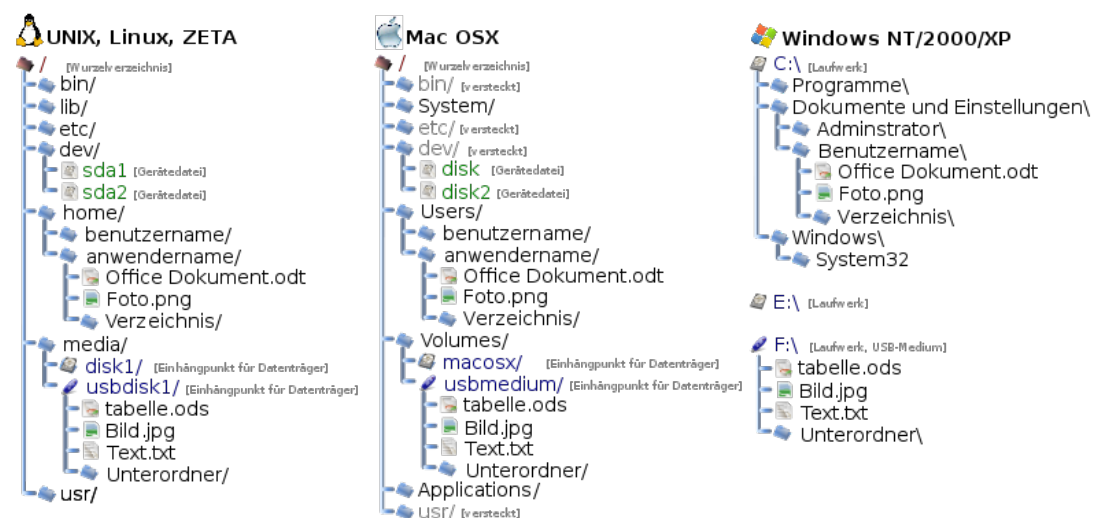 UNIX, Linux, ZETA
/ [Wurzelverzeichnis]
bin/
lib/
etc/
dev/
sda1 [Gerätedatei]
sda2 [Gerätedatei]
home/
benutzername/
anwendername/
Office Dokument.odt
Foto.png
Verzeichnis/
media/
disk1/ [Einhängpunkt für Datenträger]
usbdisk1/ [Einhängpunkt für Datenträger]
tabelle.ods
Bild.jpg
Text.txt
Unterordner/
usr/
Mac OSX
/ [Wurzelverzeichnis]
bin/ [versteckt]
System/
etc/ [versteckt]
dev/ [versteckt]
disk [Gerätedatei]
disk2 [Gerätedatei]
Users/
benutzername/
anwendername/
Office Dokument.odt
Foto.png
Verzeichnis/
Volumes/
macosx/ [Einhängpunkt für Datenträger]
usbmedium/ [Einhängpunkt für Datenträger]
tabelle.ods
Bild.jpg
Text.txt
Unterordner/
Applications/
usr/ [versteckt]
Windows NT/2000/XP
C:\ [Laufwerk]
Programme\
Dokumente und Einstellungen\
Adminstrator\
Benutzername\
Office Dokument.odt
Foto.png
Verzeichnis\
Windows\
System32
E:\ [Laufwerk]
F:\ [Laufwerk, USB-Medium]
tabelle.ods
Bild.jpg
Text.txt
Unterordner\